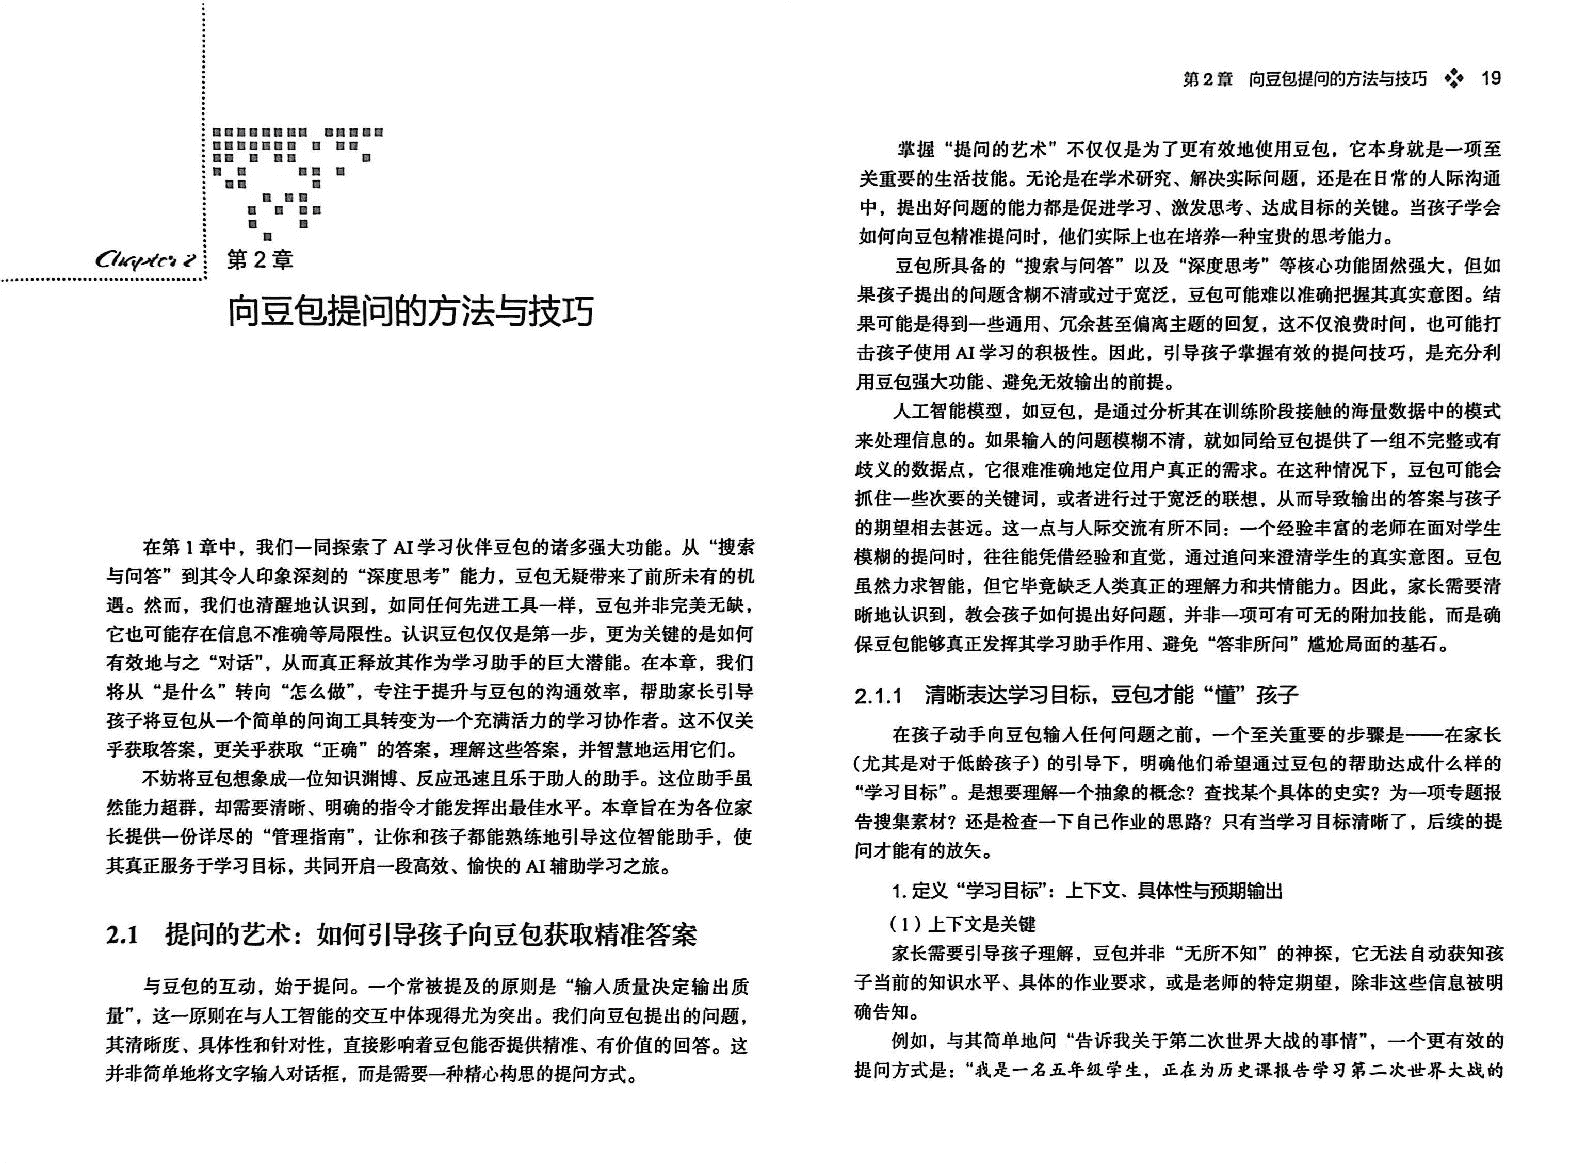 Chapter 2
第2章
向豆包提问的方法与技巧
在第1章中，我们一同探索了AI学习伙伴豆包的诸多强大功能。从“搜索
与问答”到其令人印象深刻的“深度思考”能力，豆包无疑带来了前所未有的机
遇。然而，我们也清醒地认识到，如同任何先进工具一样，豆包并非完美无缺，
它也可能存在信息不准确等局限性。认识豆包仅仅是第一步，更为关键的是如何
有效地与之“对话”，从而真正释放其作为学习助手的巨大潜能。在本章，我们
将从“是什么”转向“怎么做”，专注于提升与豆包的沟通效率，帮助家长引导
孩子将豆包从一个简单的问询工具转变为一个充满活力的学习协作者。这不仅关
乎获取答案，更关乎获取“正确”的答案，理解这些答案，并智慧地运用它们。
不妨将豆包想象成一位知识渊博、反应迅速且乐于助人的助手。这位助手虽
然能力超群，却需要清晰、明确的指令才能发挥出最佳水平。本章旨在为各位家
长提供一份详尽的“管理指南”，让你和孩子都能熟练地引导这位智能助手，使
其真正服务于学习目标，共同开启一段高效、愉快的AI辅助学习之旅。
2.1 提问的艺术：如何引导孩子向豆包获取精准答案
与豆包的互动，始于提问。一个常被提及的原则是“输入质量决定输出质
量”，这一原则在与人工智能的交互中体现得尤为突出。我们向豆包提出的问题，
其清晰度、具体性和针对性，直接影响着豆包能否提供精准、有价值的回答。这
并非简单地将文字输入对话框，而是需要一种精心构思的提问方式。
第2章 向豆包提问的方法与技巧 19
掌握“提问的艺术”不仅仅是为了更有效地使用豆包，它本身就是一项至
关重要的生活技能。无论是在学术研究、解决实际问题，还是在日常的人际沟通
中，提出好问题的能力都是促进学习、激发思考、达成目标的关键。当孩子学会
如何向豆包精准提问时，他们实际上也在培养一种宝贵的思考能力。
豆包所具备的“搜索与问答”以及“深度思考”等核心功能固然强大，但如
果孩子提出的问题含糊不清或过于宽泛，豆包可能难以准确把握其真实意图。结
果可能是得到一些通用、冗余甚至偏离主题的回复，这不仅浪费时间，也可能打
击孩子使用AI学习的积极性。因此，引导孩子掌握有效的提问技巧，是充分利
用豆包强大功能、避免无效输出的前提。
人工智能模型，如豆包，是通过分析其在训练阶段接触的海量数据中的模式
来处理信息的。如果输入的问题模糊不清，就如同给豆包提供了一组不完整或有
歧义的数据点，它很难准确地定位用户真正的需求。在这种情况下，豆包可能会
抓住一些次要的关键词，或者进行过于宽泛的联想，从而导致输出的答案与孩子
的期望相去甚远。这一点与人际交流有所不同：一个经验丰富的老师在面对学生
模糊的提问时，往往能凭借经验和直觉，通过追问来澄清学生的真实意图。豆包
虽然力求智能，但它毕竟缺乏人类真正的理解力和共情能力。因此，家长需要清
晰地认识到，教会孩子如何提出好问题，并非一项可有可无的附加技能，而是确
保豆包能够真正发挥其学习助手作用、避免“答非所问”尴尬局面的基石。
2.1.1 清晰表达学习目标，豆包才能“懂”孩子
在孩子动手向豆包输入任何问题之前，一个至关重要的步骤是——在家长
（尤其是对于低龄孩子）的引导下，明确他们希望通过豆包的帮助达成什么样的
“学习目标”。是想要理解一个抽象的概念？查找某个具体的史实？为一项专题报
告搜集素材？还是检查一下自己作业的思路？只有当学习目标清晰了，后续的提
问才能有的放矢。
1. 定义“学习目标”：上下文、具体性与预期输出
（1）上下文是关键
家长需要引导孩子理解，豆包并非“无所不知”的神探，它无法自动获知孩
子当前的知识水平、具体的作业要求，或是老师的特定期望，除非这些信息被明
确告知。
例如，与其简单地问“告诉我关于第二次世界大战的事情”，一个更有效的
提问方式是：“我是一名五年级学生，正在为历史课报告学习第二次世界大战的